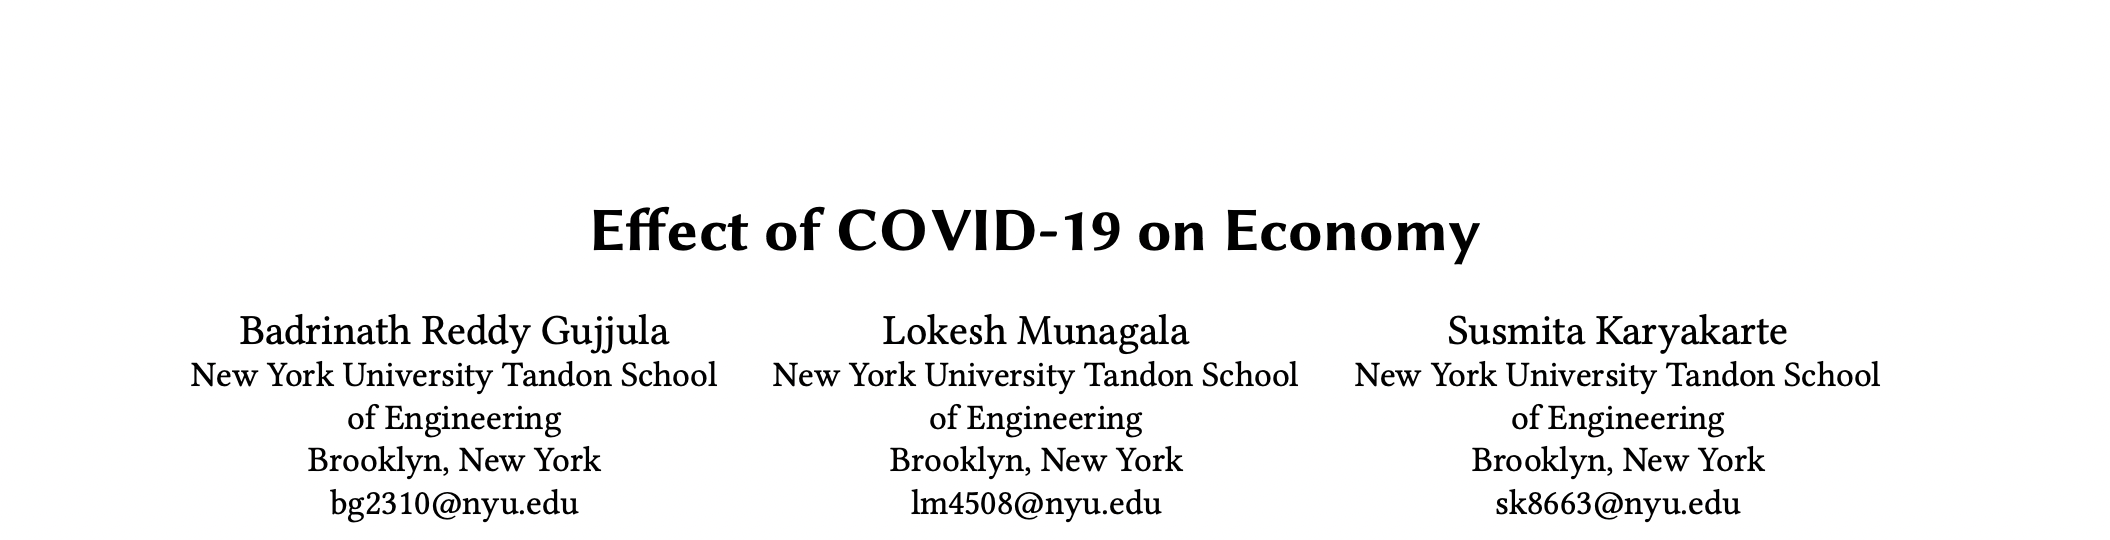 Effect of COVID-19 on Economy
Badrinath Reddy Gujjula
New York University Tandon School
of Engineering
Brooklyn, New York
bg2310@nyu.edu
Lokesh Munagala
New York University Tandon School
of Engineering
Brooklyn, New York
lm4508@nyu.edu
Susmita Karyakarte
New York University Tandon School
of Engineering
Brooklyn, New York
sk8663@nyu.edu